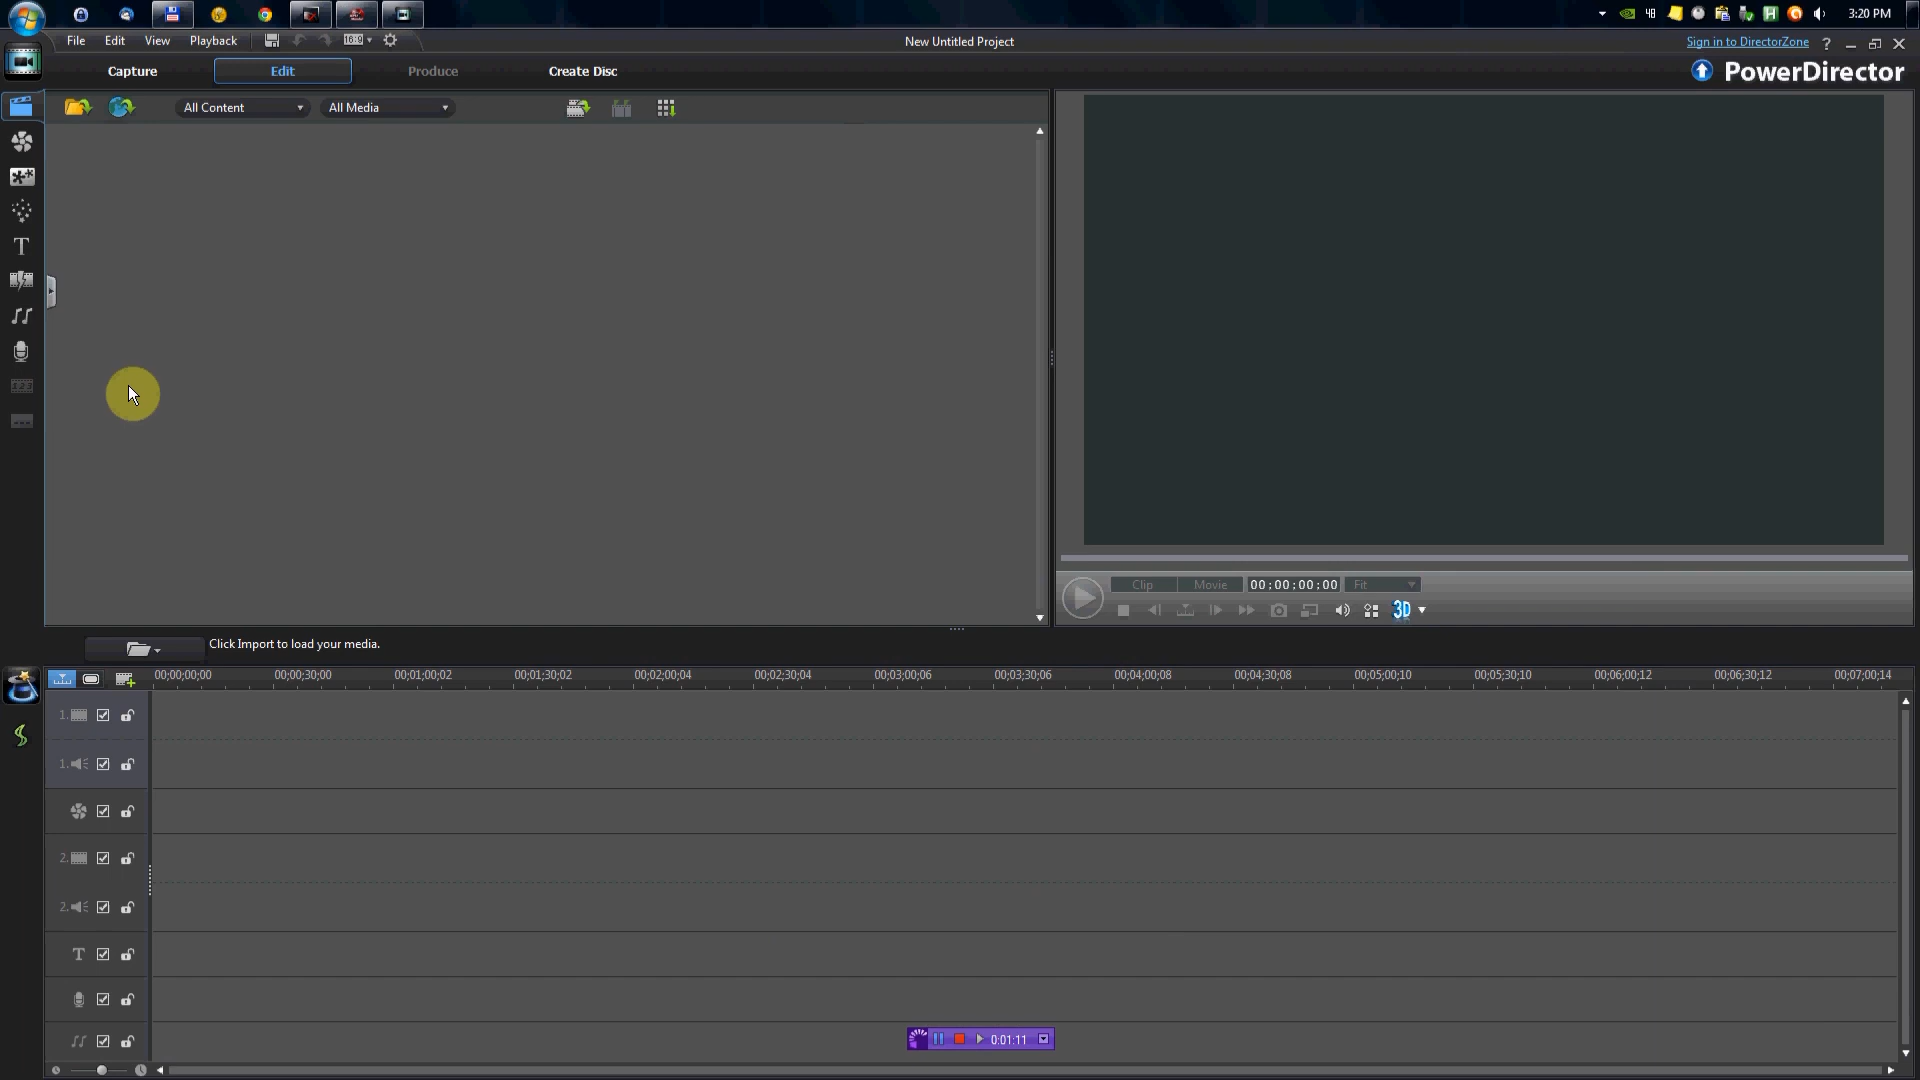 48
3:20 PM
File Edit View Playback 16:9
New Untitled Project
Sign in to DirectorZone ?
Capture Edit Produce Create Disc
PowerDirector
All Content All Media
T
Clip Movie 00;00;00;00 Fit
3D
Click Import to load your media.
00;00;00;00 00;00;30;00 00;01;00;02 00;01;30;02 00;02;00;04 00;02;30;04 00;03;00;06 00;03;30;06 00;04;00;08 00;04;30;08 00;05;00;10 00;05;30;10 00;06;00;12 00;06;30;12 00;07;00;14
1.
1.
2.
2.
T
0:01:11